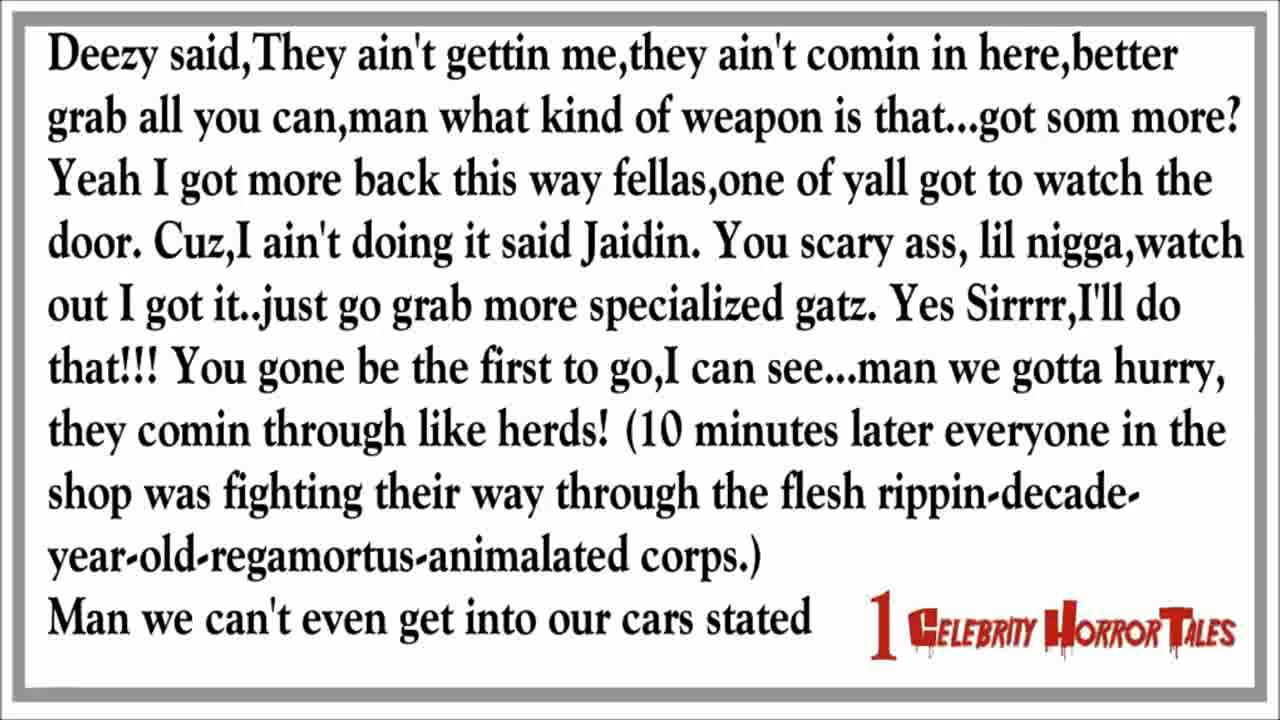 Deezy said,They ain't gettin me,they ain't comin in here,better
grab all you can,man what kind of weapon is that...got som more?
Yeah I got more back this way fellas,one of yall got to watch the
door. Cuz,I ain't doing it said Jaidin. You scary ass, lil nigga,watch
out I got it..just go grab more specialized gatz. Yes Sirrrr,I'll do
that!!! You gone be the first to go,I can see...man we gotta hurry,
they comin through like herds! (10 minutes later everyone in the
shop was fighting their way through the flesh rippin-decade-
year-old-regamortus-animalated corps.)
Man we can't even get into our cars stated
1 CELEBRITY HORROR TALES